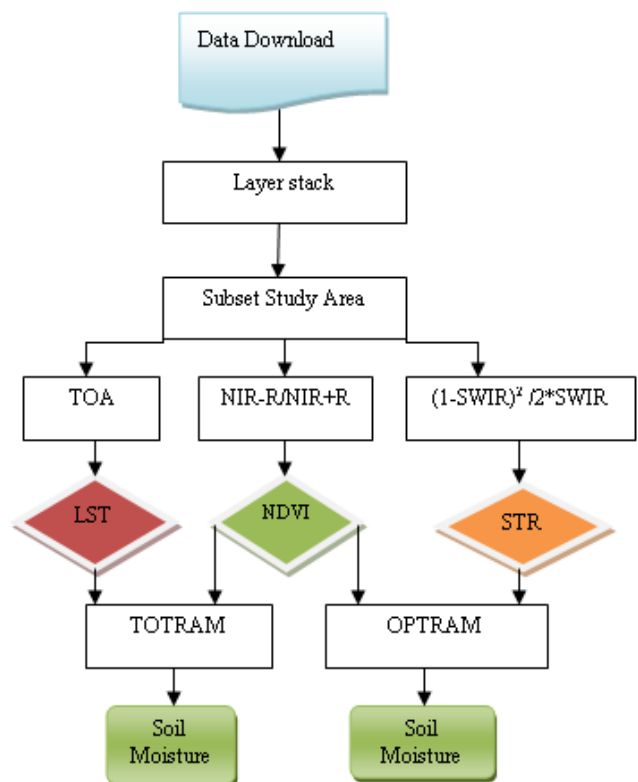 Data Download
Layer stack
Subset Study Area
TOA
NIR-R/NIR+R
(1-SWIR)² /2*SWIR
LST
NDVI
STR
TOTRAM
OPTRAM
Soil
Moisture
Soil
Moisture